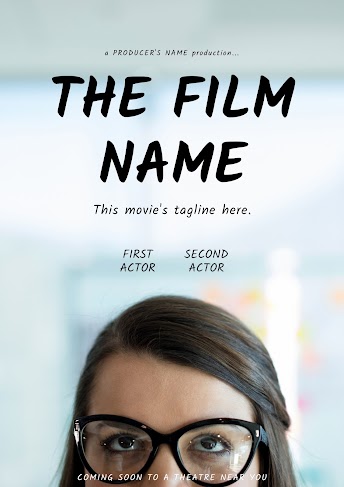 a PRODUCER'S NAME production...
THE FILM
NAME
This movie's tagline here.
FIRST SECOND
ACTOR ACTOR
COMING SOON TO A THEATRE NEAR YOU